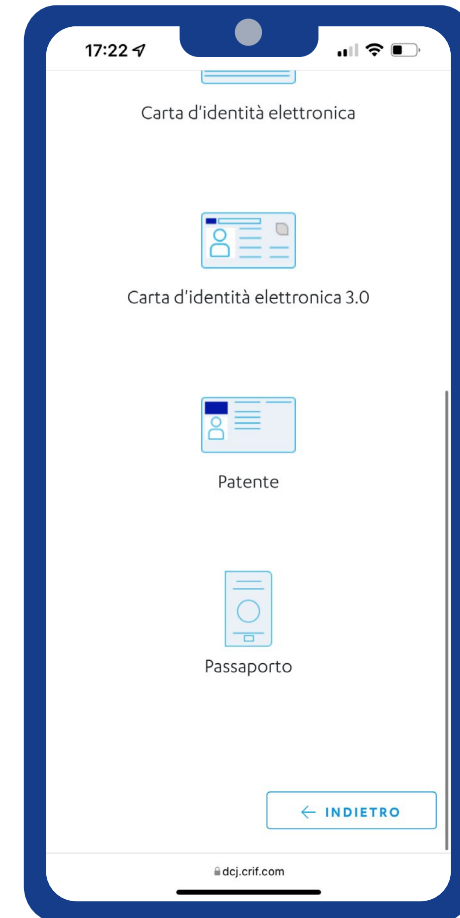 17:22
Carta d'identità elettronica
Carta d'identità elettronica 3.0
Patente
Passaporto
← INDIETRO
dcj.crif.com